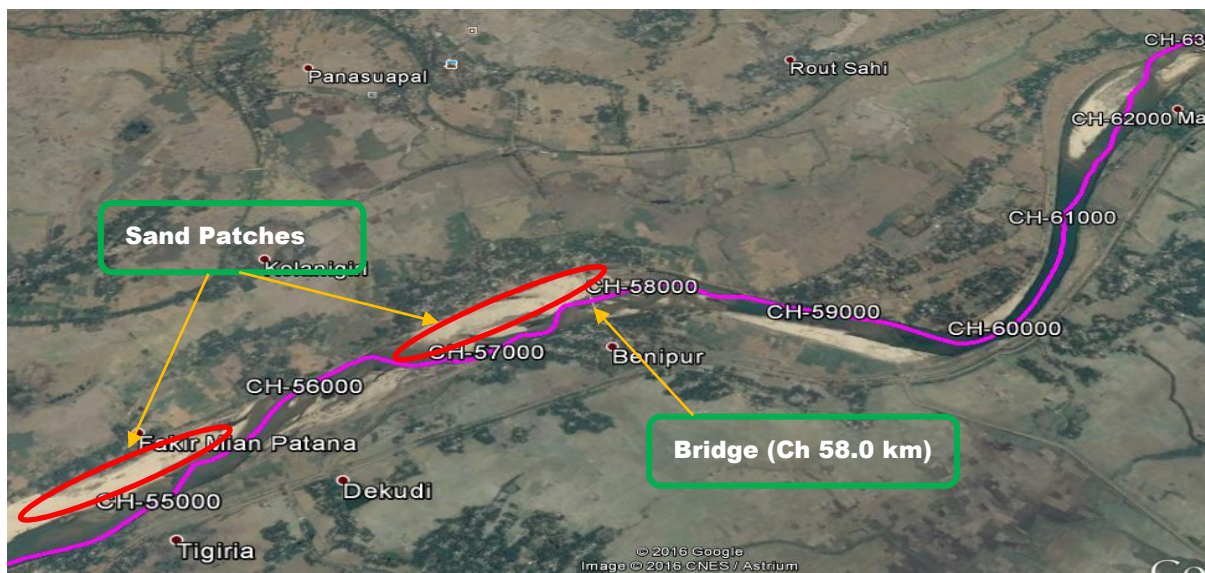 CH-63
Panasuapal
Rout Sahi
CH-62000
Ma
CH-61000
Sand Patches
Kolanigiri
CH-58000
CH-59000
CH-60000
CH-57000
Benipur
CH-56000
Fakir Mian Patana
Bridge (Ch 58.0 km)
Dekudi
CH-55000
Tigiria
© 2016 Google
Image © 2016 CNES / Astrium